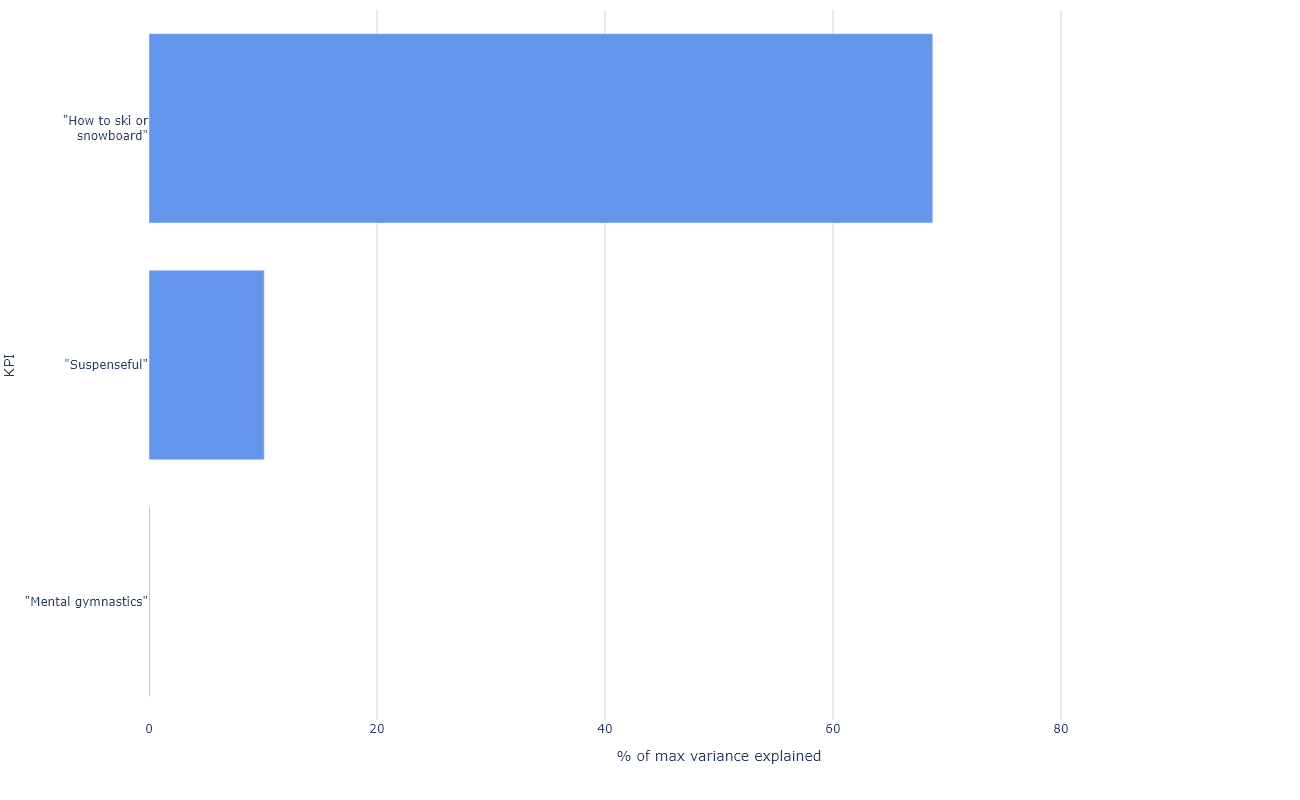 "How to ski or
snowboard"
KPI
"Suspenseful"
"Mental gymnastics"
0 20 40 60 80
% of max variance explained